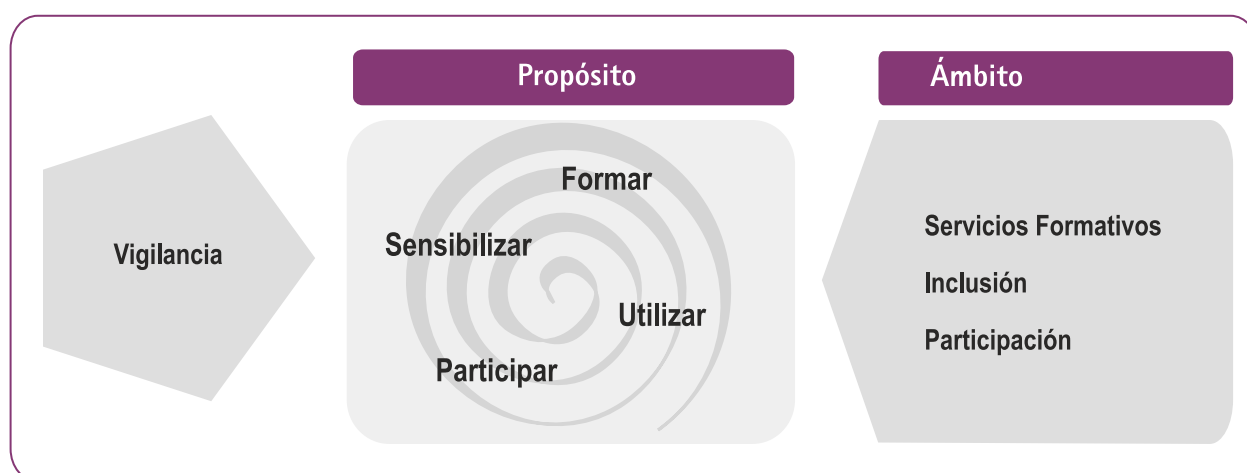 Propósito
Ámbito
Vigilancia
Formar
Sensibilizar
Utilizar
Participar
Servicios Formativos
Inclusión
Participación